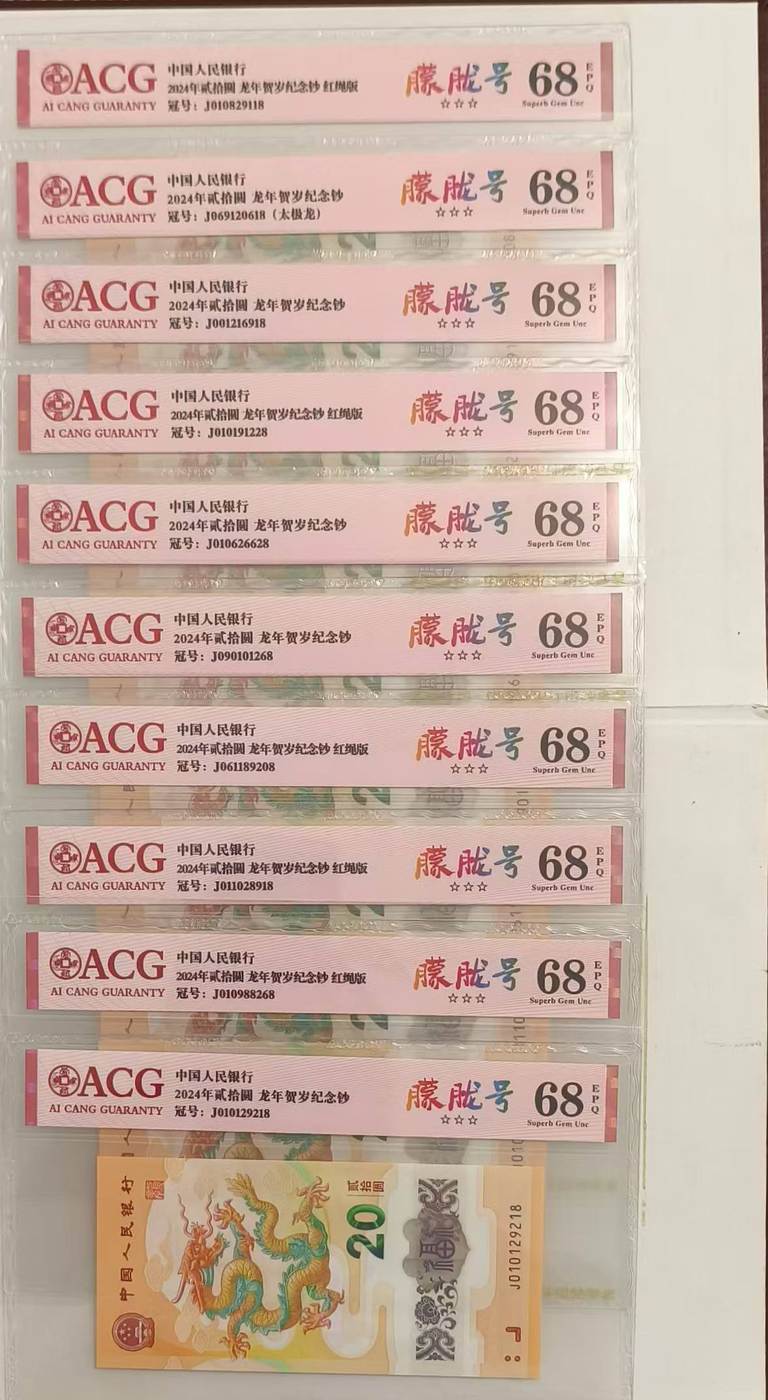 ACG
AI CANG GUARANTY
中国人民银行
2024年贰拾圆 龙年贺岁纪念钞 红绳版
冠号：J010829118
朦胧号
☆☆☆
68
EPQ
Superb Gem Unc
ACG
AI CANG GUARANTY
中国人民银行
2024年贰拾圆 龙年贺岁纪念钞
冠号：J069120618（太极龙）
朦胧号
☆☆☆
68
EPQ
Superb Gem Unc
ACG
AI CANG GUARANTY
中国人民银行
2024年贰拾圆 龙年贺岁纪念钞
冠号：J001216918
朦胧号
☆☆☆
68
EPQ
Superb Gem Unc
ACG
AI CANG GUARANTY
中国人民银行
2024年贰拾圆 龙年贺岁纪念钞 红绳版
冠号：J010191228
朦胧号
☆☆☆
68
EPQ
Superb Gem Unc
ACG
AI CANG GUARANTY
中国人民银行
2024年贰拾圆 龙年贺岁纪念钞
冠号：J010626628
朦胧号
☆☆☆
68
EPQ
Superb Gem Unc
ACG
AI CANG GUARANTY
中国人民银行
2024年贰拾圆 龙年贺岁纪念钞
冠号：J090101268
朦胧号
☆☆☆
68
EPQ
Superb Gem Unc
ACG
AI CANG GUARANTY
中国人民银行
2024年贰拾圆 龙年贺岁纪念钞 红绳版
冠号：J061189208
朦胧号
☆☆☆
68
EPQ
Superb Gem Unc
ACG
AI CANG GUARANTY
中国人民银行
2024年贰拾圆 龙年贺岁纪念钞 红绳版
冠号：J011028918
朦胧号
☆☆☆
68
EPQ
Superb Gem Unc
ACG
AI CANG GUARANTY
中国人民银行
2024年贰拾圆 龙年贺岁纪念钞 红绳版
冠号：J010988268
朦胧号
☆☆☆
68
EPQ
Superb Gem Unc
ACG
AI CANG GUARANTY
中国人民银行
2024年贰拾圆 龙年贺岁纪念钞
冠号：J010129218
朦胧号
☆☆☆
68
EPQ
Superb Gem Unc
中国人民银行
贰拾圆
20
J010129218